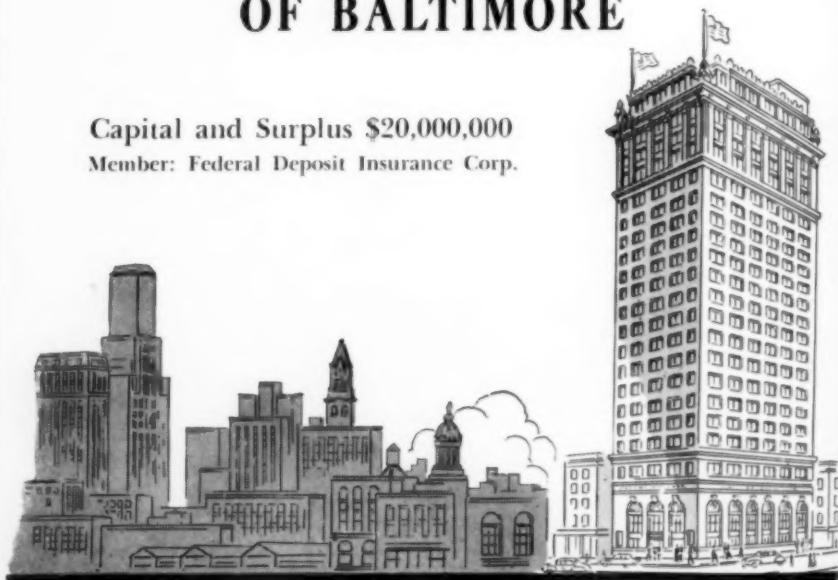 OF BALTIMORE
Capital and Surplus $20,000,000
Member: Federal Deposit Insurance Corp.